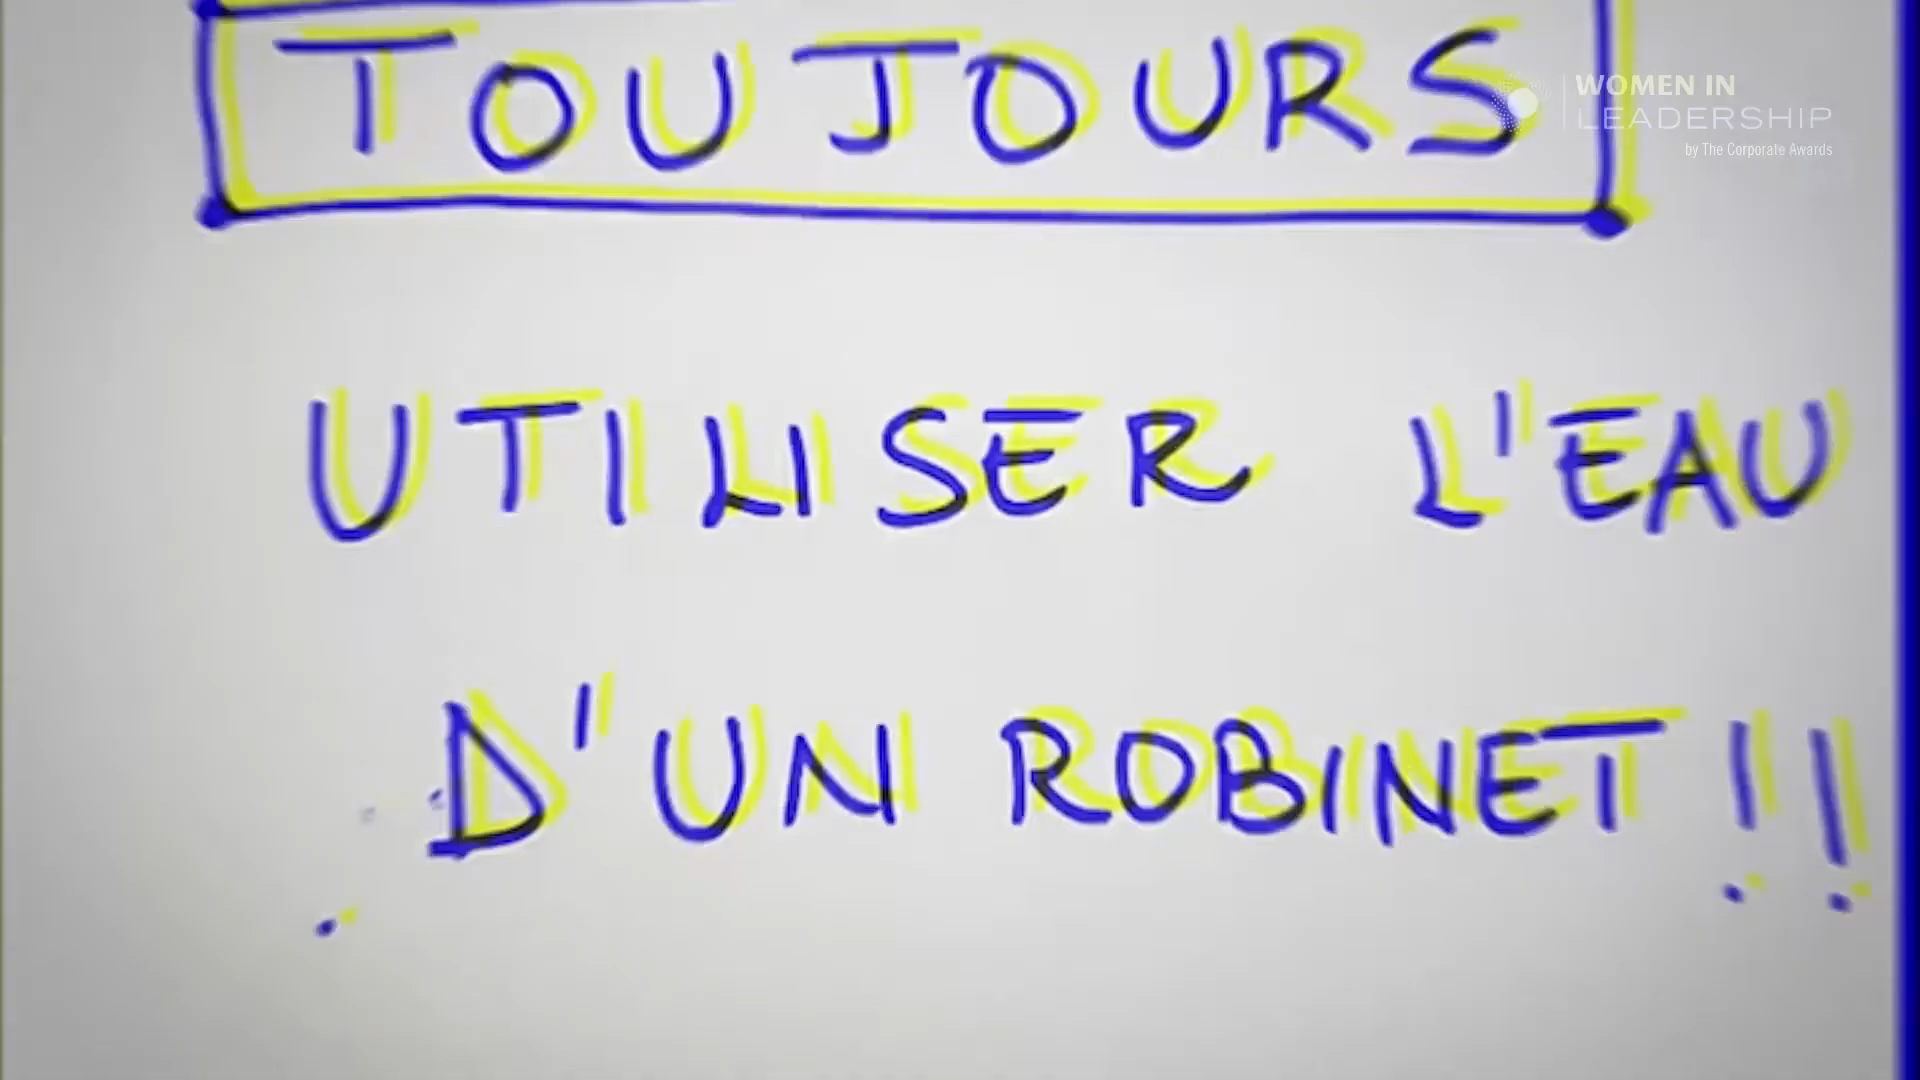 TOUJOURS
WOMEN IN
LEADERSHIP
by The Corporate Awards
UTILISER L'EAU
D'UN ROBINET !!